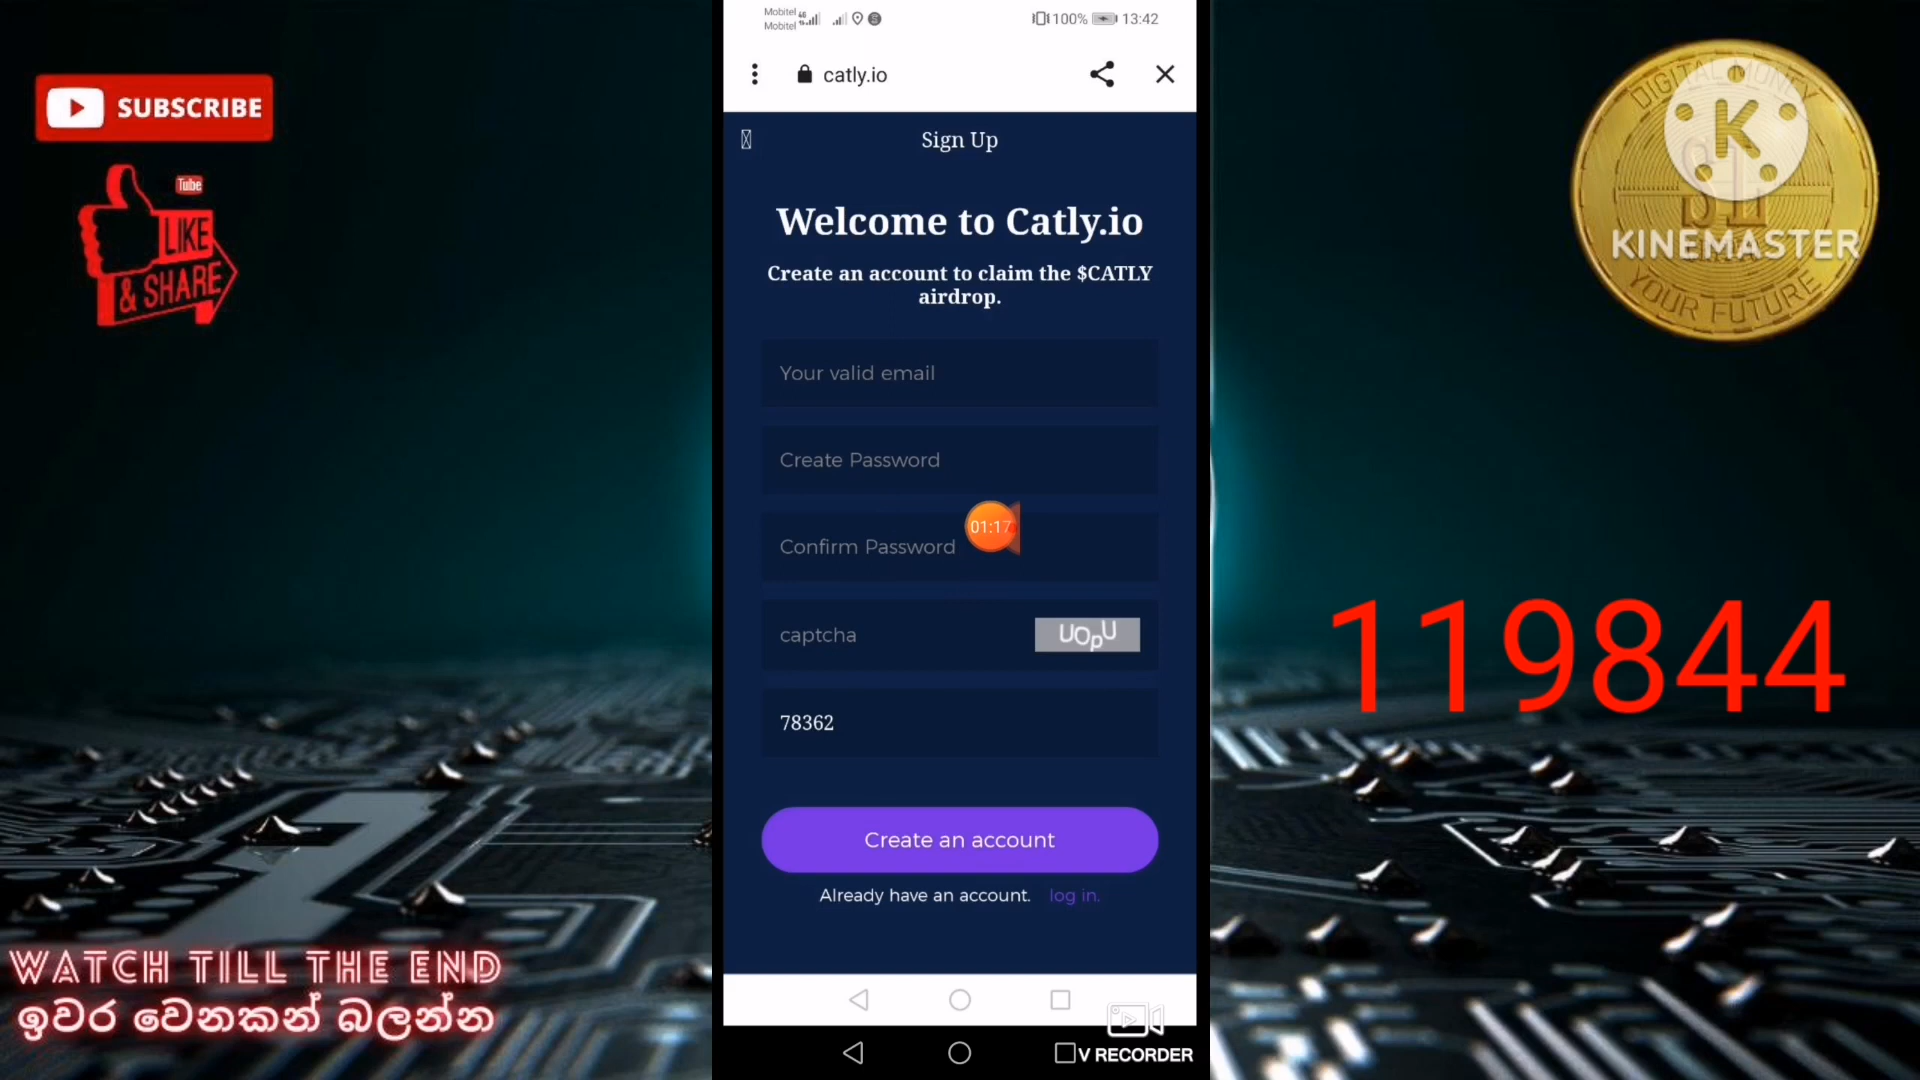 Mobitel
Mobitel
100% 13:42
catly.io
SUBSCRIBE
Tube
LIKE
& SHARE
Sign Up
Welcome to Catly.io
Create an account to claim the $CATLY
airdrop.
Your valid email
Create Password
01:17
Confirm Password
captcha
UOpU
78362
Create an account
Already have an account. log in.
DIGITAL MONEY
K
KINEMASTER
YOUR FUTURE
119844
WATCH TILL THE END
ඉවර වෙනකන් බලන්න
V RECORDER